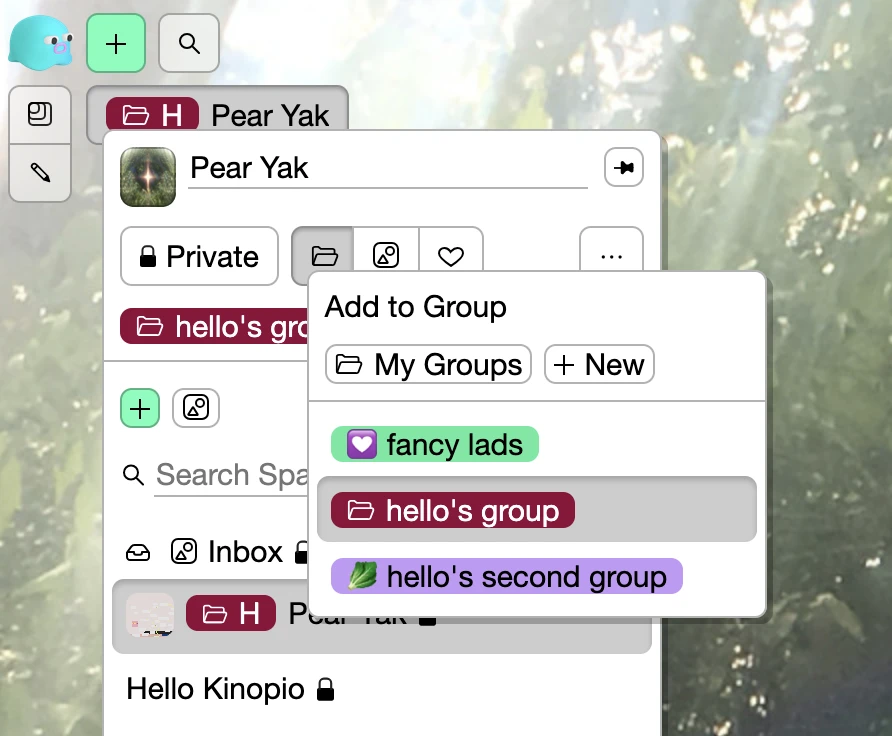 H Pear Yak
Pear Yak
Private
...
hello's gro
Add to Group
My Groups
+ New
fancy lads
hello's group
hello's second group
Search Spa
Inbox
H Pear Yak
Hello Kinopio